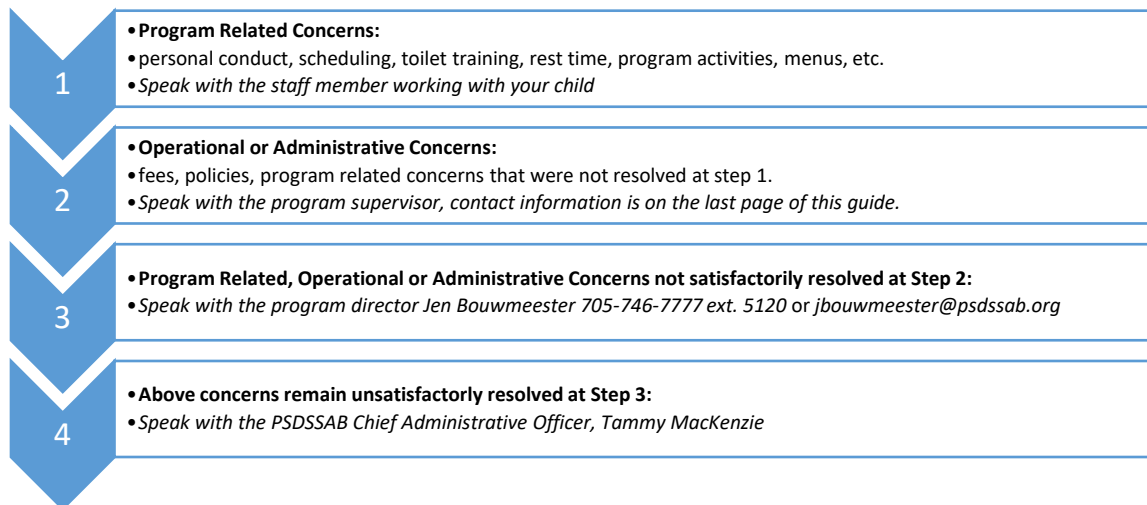 1
•Program Related Concerns:
•personal conduct, scheduling, toilet training, rest time, program activities, menus, etc.
•Speak with the staff member working with your child
2
•Operational or Administrative Concerns:
•fees, policies, program related concerns that were not resolved at step 1.
•Speak with the program supervisor, contact information is on the last page of this guide.
3
•Program Related, Operational or Administrative Concerns not satisfactorily resolved at Step 2:
•Speak with the program director Jen Bouwmeester 705-746-7777 ext. 5120 or jbouwmeester@psdssab.org
4
•Above concerns remain unsatisfactorly resolved at Step 3:
•Speak with the PSDSSAB Chief Administrative Officer, Tammy MacKenzie